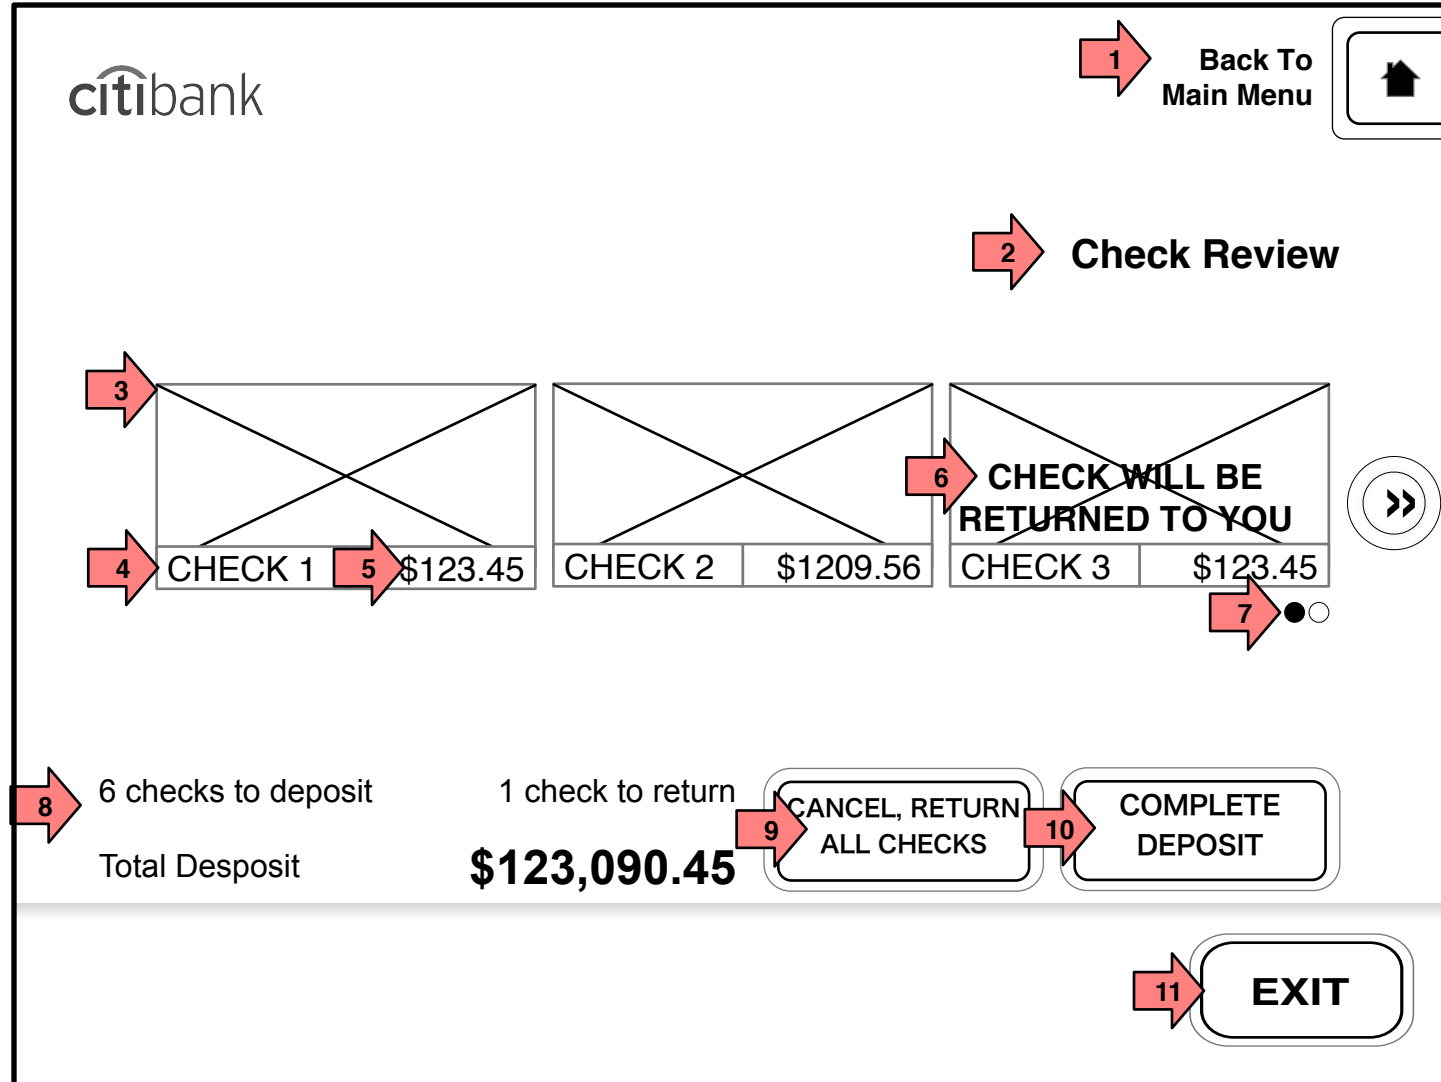 1
Back To
Main Menu
citibank
2
Check Review
3
6
CHECK WILL BE
RETURNED TO YOU
»
4
CHECK 1
5
$123.45
CHECK 2
$1209.56
CHECK 3
$123.45
7
8
6 checks to deposit
1 check to return
9
CANCEL, RETURN
ALL CHECKS
10
COMPLETE
DEPOSIT
Total Desposit
$123,090.45
11
EXIT